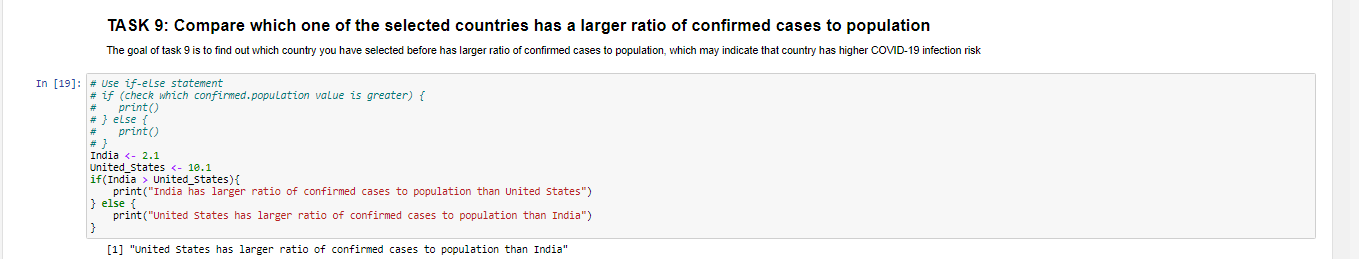 TASK 9: Compare which one of the selected countries has a larger ratio of confirmed cases to population
The goal of task 9 is to find out which country you have selected before has larger ratio of confirmed cases to population, which may indicate that country has higher COVID-19 infection risk
In [19]: # Use if-else statement
# if (check which confirmed.population value is greater) {
#    print()
# } else {
#    print()
# }
India <- 2.1
United_States <- 10.1
if(India > United_States){
    print("India has larger ratio of confirmed cases to population than United States")
} else {
    print("United States has larger ratio of confirmed cases to population than India")
}
[1] "United States has larger ratio of confirmed cases to population than India"